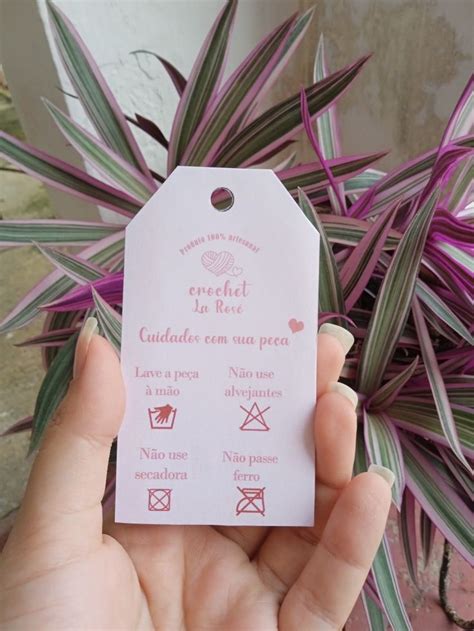 Produto 100% artesanal
crochet
La Rosé
Cuidados com sua peça
Lave a peça
à mão
Não use
alvejantes
Não use
secadora
Não passe
ferro